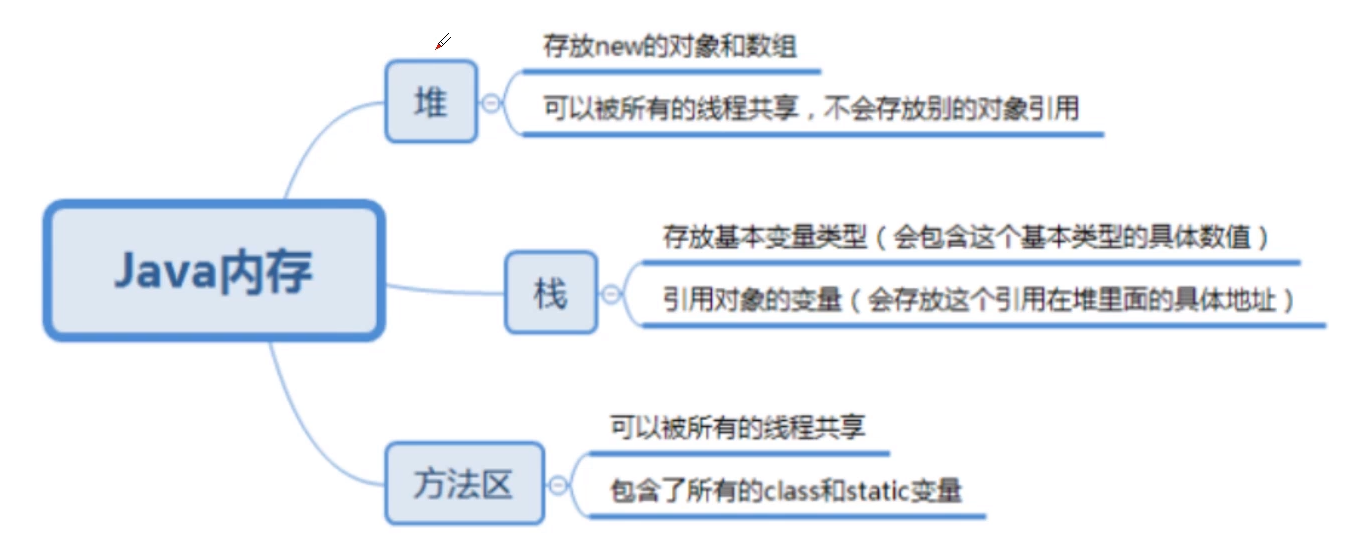 存放new的对象和数组
堆
可以被所有的线程共享，不会存放别的对象引用
存放基本变量类型（会包含这个基本类型的具体数值）
Java内存
栈
引用对象的变量（会存放这个引用在堆里面的具体地址）
可以被所有的线程共享
方法区
包含了所有的class和static变量